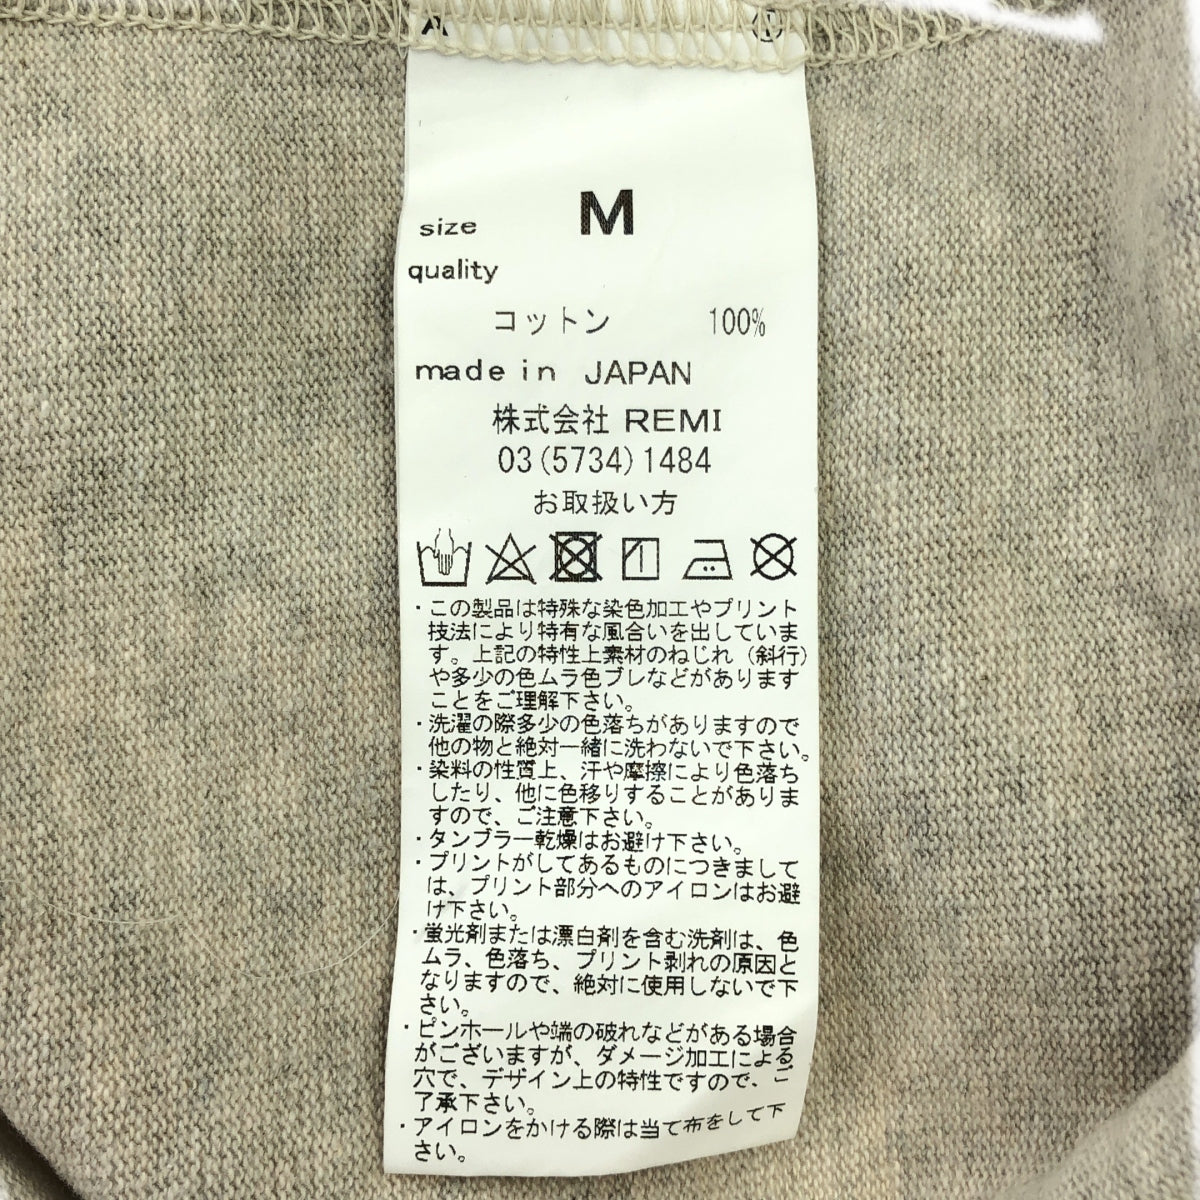 A
size M
quality
コットン 100%
made in JAPAN
株式会社 REMI
03(5734)1484
お取扱い方
・この製品は特殊な染色加工やプリント
技法により特有な風合いを出していま
す。上記の特性上素材のねじれ（斜行）
や多少の色ムラ色ブレなどがあります
ことをご理解下さい。
・洗濯の際多少の色落ちがありますので
他の物と絶対一緒に洗わないで下さい。
・染料の性質上、汗や摩擦により色落ち
したり、他に色移りすることがありま
すので、ご注意下さい。
・タンブラー乾燥はお避け下さい。
・プリントがしてあるものにつきまして
は、プリント部分へのアイロンはお避
け下さい。
・蛍光剤または漂白剤を含む洗剤は、色
ムラ、色落ち、プリント剥れの原因と
なりますので、絶対に使用しないで下
さい。
・ピンホールや端の破れなどがある場合
がございますが、ダメージ加工による
穴で、デザイン上の特性ですので、ご
了承下さい。
・アイロンをかける際は当て布をして下
さい。